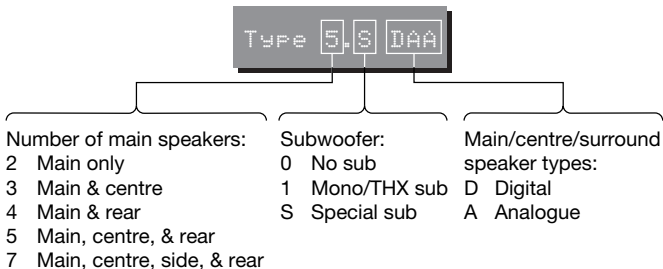 Type 5.S DAA
Number of main speakers:
2 Main only
3 Main & centre
4 Main & rear
5 Main, centre, & rear
7 Main, centre, side, & rear
Subwoofer:
0 No sub
1 Mono/THX sub
S Special sub
Main/centre/surround
speaker types:
D Digital
A Analogue